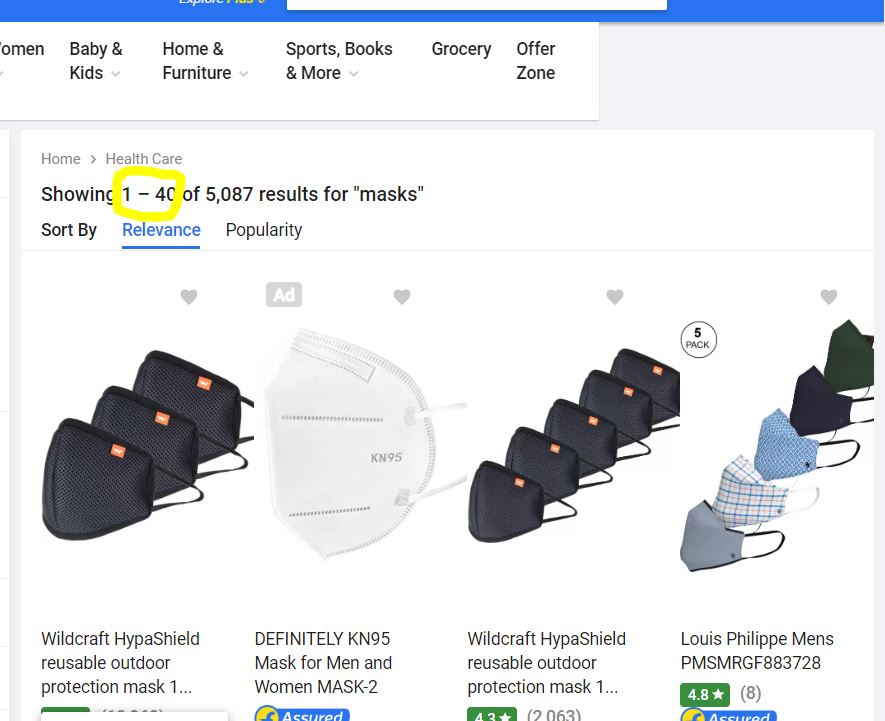 Explore Plus
omen
Baby &
Kids
Home &
Furniture
Sports, Books
& More
Grocery
Offer
Zone
Home > Health Care
Showing 1 – 40 of 5,087 results for "masks"
Sort By Relevance Popularity
Ad
5
PACK
KN95
Wildcraft HypaShield
reusable outdoor
protection mask 1...
DEFINITELY KN95
Mask for Men and
Women MASK-2
Assured
Wildcraft HypaShield
reusable outdoor
protection mask 1...
4.3 ★ (2,063)
Louis Philippe Mens
PMSMRGF883728
4.8 ★ (8)
Assured